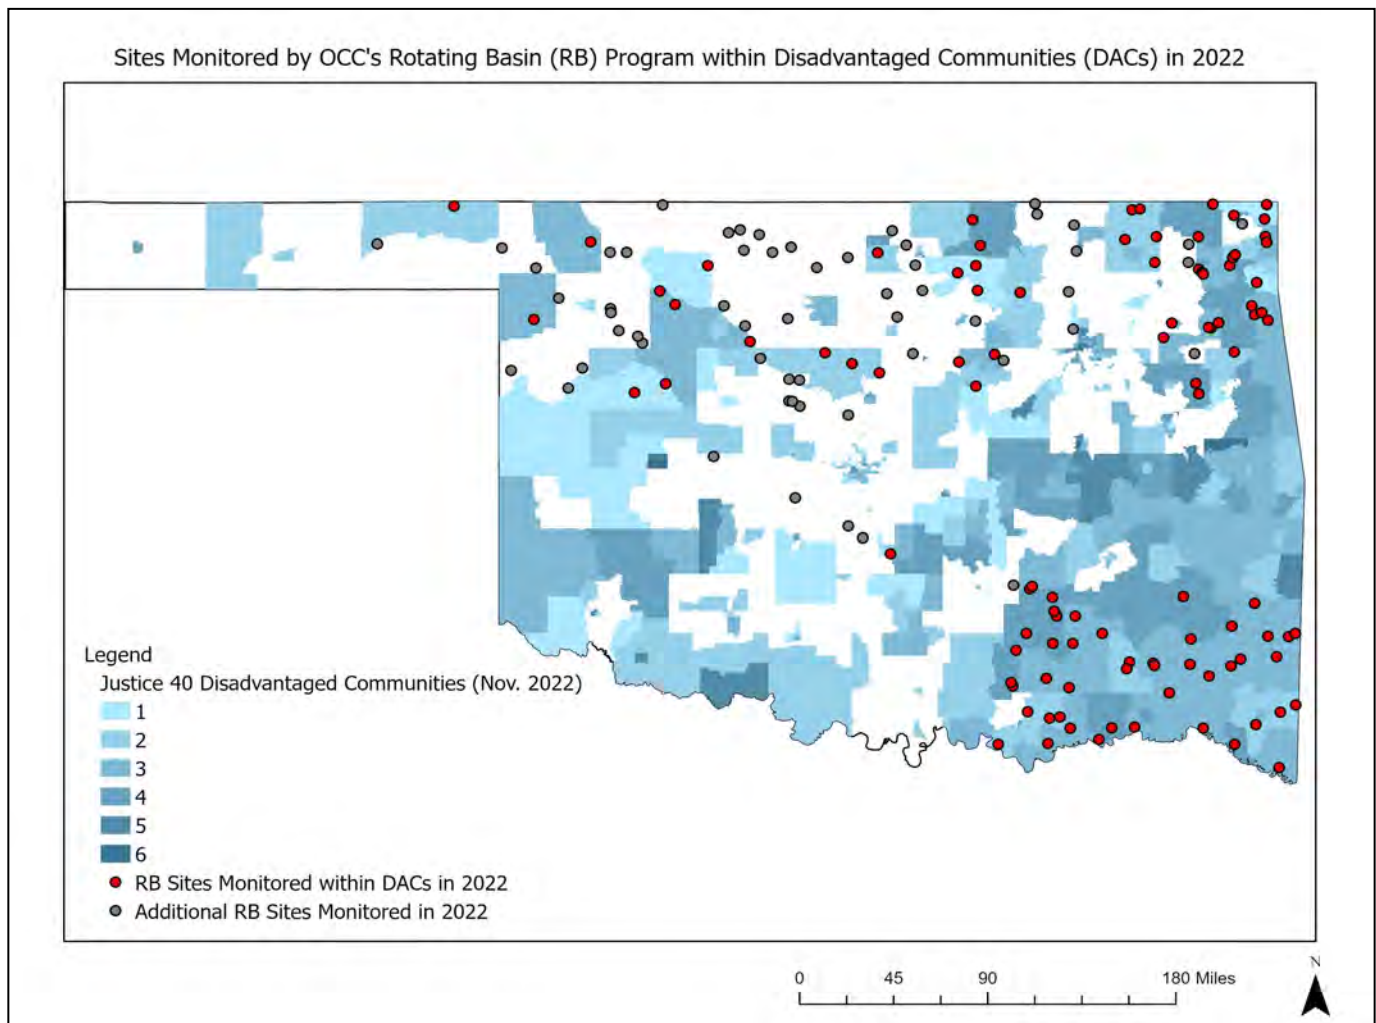 Sites Monitored by OCC's Rotating Basin (RB) Program within Disadvantaged Communities (DACs) in 2022
Legend
Justice 40 Disadvantaged Communities (Nov. 2022)
1
2
3
4
5
6
RB Sites Monitored within DACs in 2022
Additional RB Sites Monitored in 2022
0 45 90 180 Miles
N